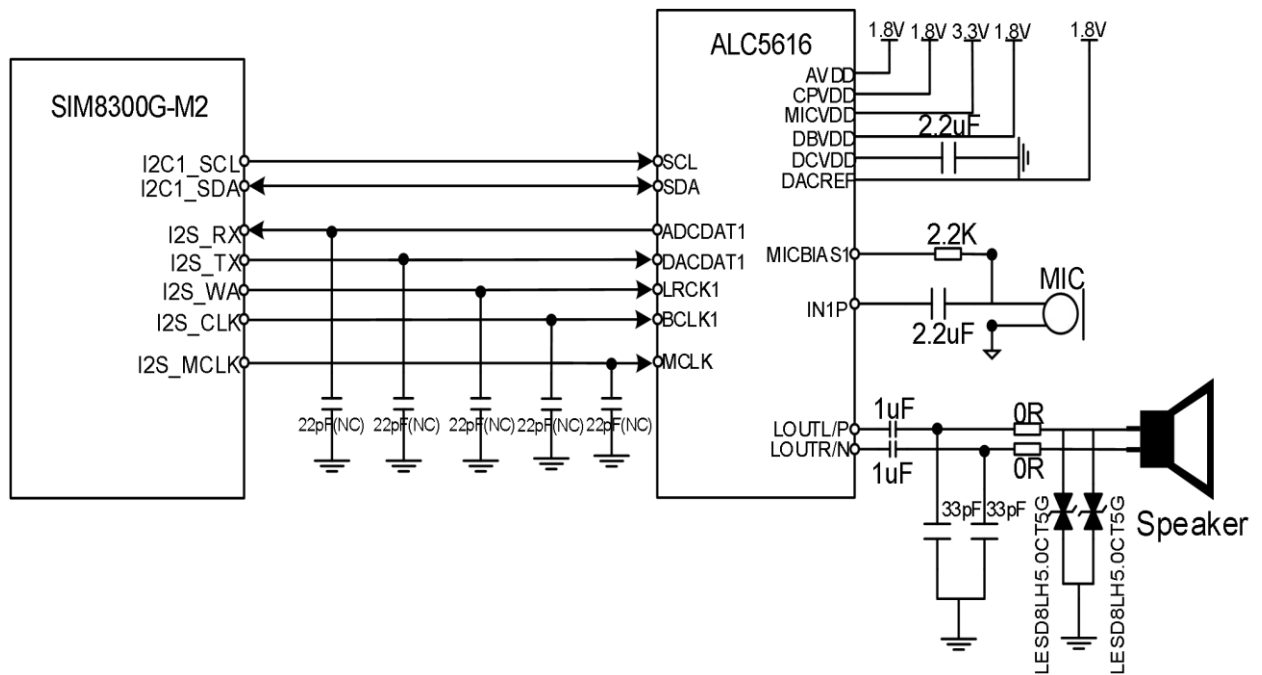 SIM8300G-M2
I2C1_SCL
I2C1_SDA
I2S_RX
I2S_TX
I2S_WA
I2S_CLK
I2S_MCLK
22pF(NC) 22pF(NC) 22pF(NC) 22pF(NC) 22pF(NC)
ALC5616
SCL
SDA
ADCDAT1
DACDAT1
LRCK1
BCLK1
MCLK
1.8V 1.8V 3.3V 1.8V 1.8V
AVDD
CPVDD
MICVDD
2.2uF
DBVDD
DCVDD
DACREF
2.2K
MICBIAS1
MIC
IN1P
2.2uF
1uF
0R
LOUTL/P
LOUTR/N
1uF
0R
33pF 33pF
LESD8LH5.0CT5G
LESD8LH5.0CT5G
Speaker